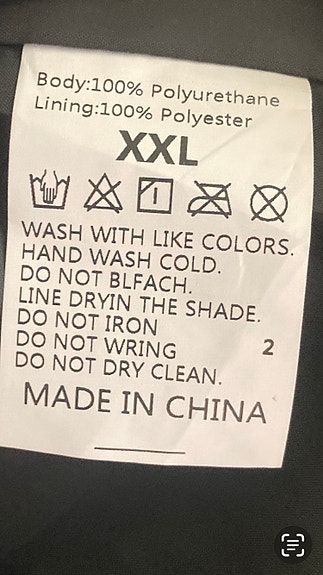 Body:100% Polyurethane
Lining:100% Polyester
XXL
WASH WITH LIKE COLORS.
HAND WASH COLD.
DO NOT BLFACH.
LINE DRYIN THE SHADE.
DO NOT IRON
DO NOT WRING 2
DO NOT DRY CLEAN.
MADE IN CHINA